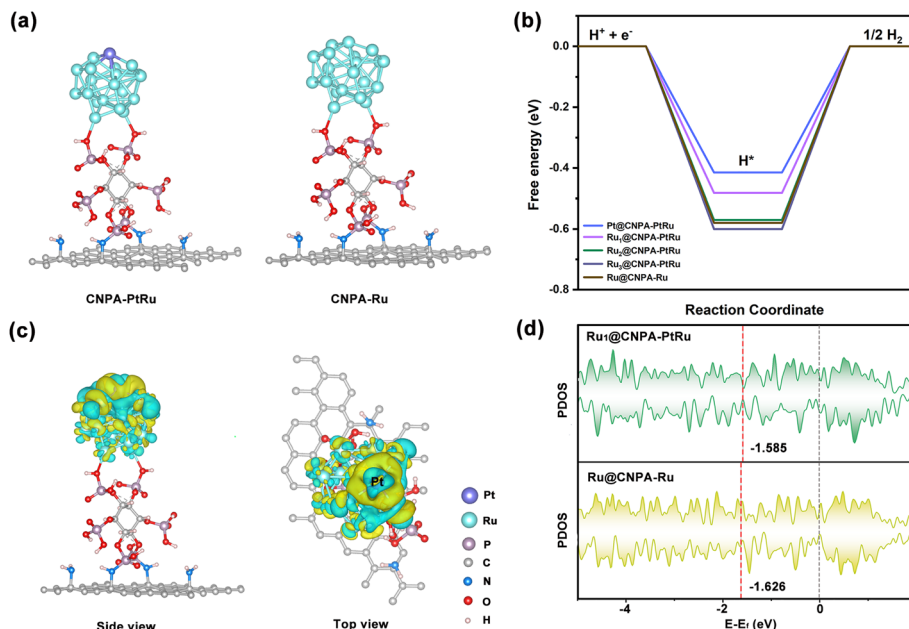 (a)
CNPA-PtRu
CNPA-Ru
(b)
H⁺ + e⁻
1/2 H₂
H*
Free energy (eV)
0.0
-0.2
-0.4
-0.6
-0.8
Pt@CNPA-PtRu
Ru₁@CNPA-PtRu
Ru₂@CNPA-PtRu
Ru₃@CNPA-PtRu
Ru@CNPA-Ru
Reaction Coordinate
(c)
Pt
Side view
Top view
Pt
Ru
P
C
N
O
H
(d)
Ru₁@CNPA-PtRu
PDOS
-1.585
Ru@CNPA-Ru
PDOS
-1.626
-4
-2
0
E-E_f (eV)